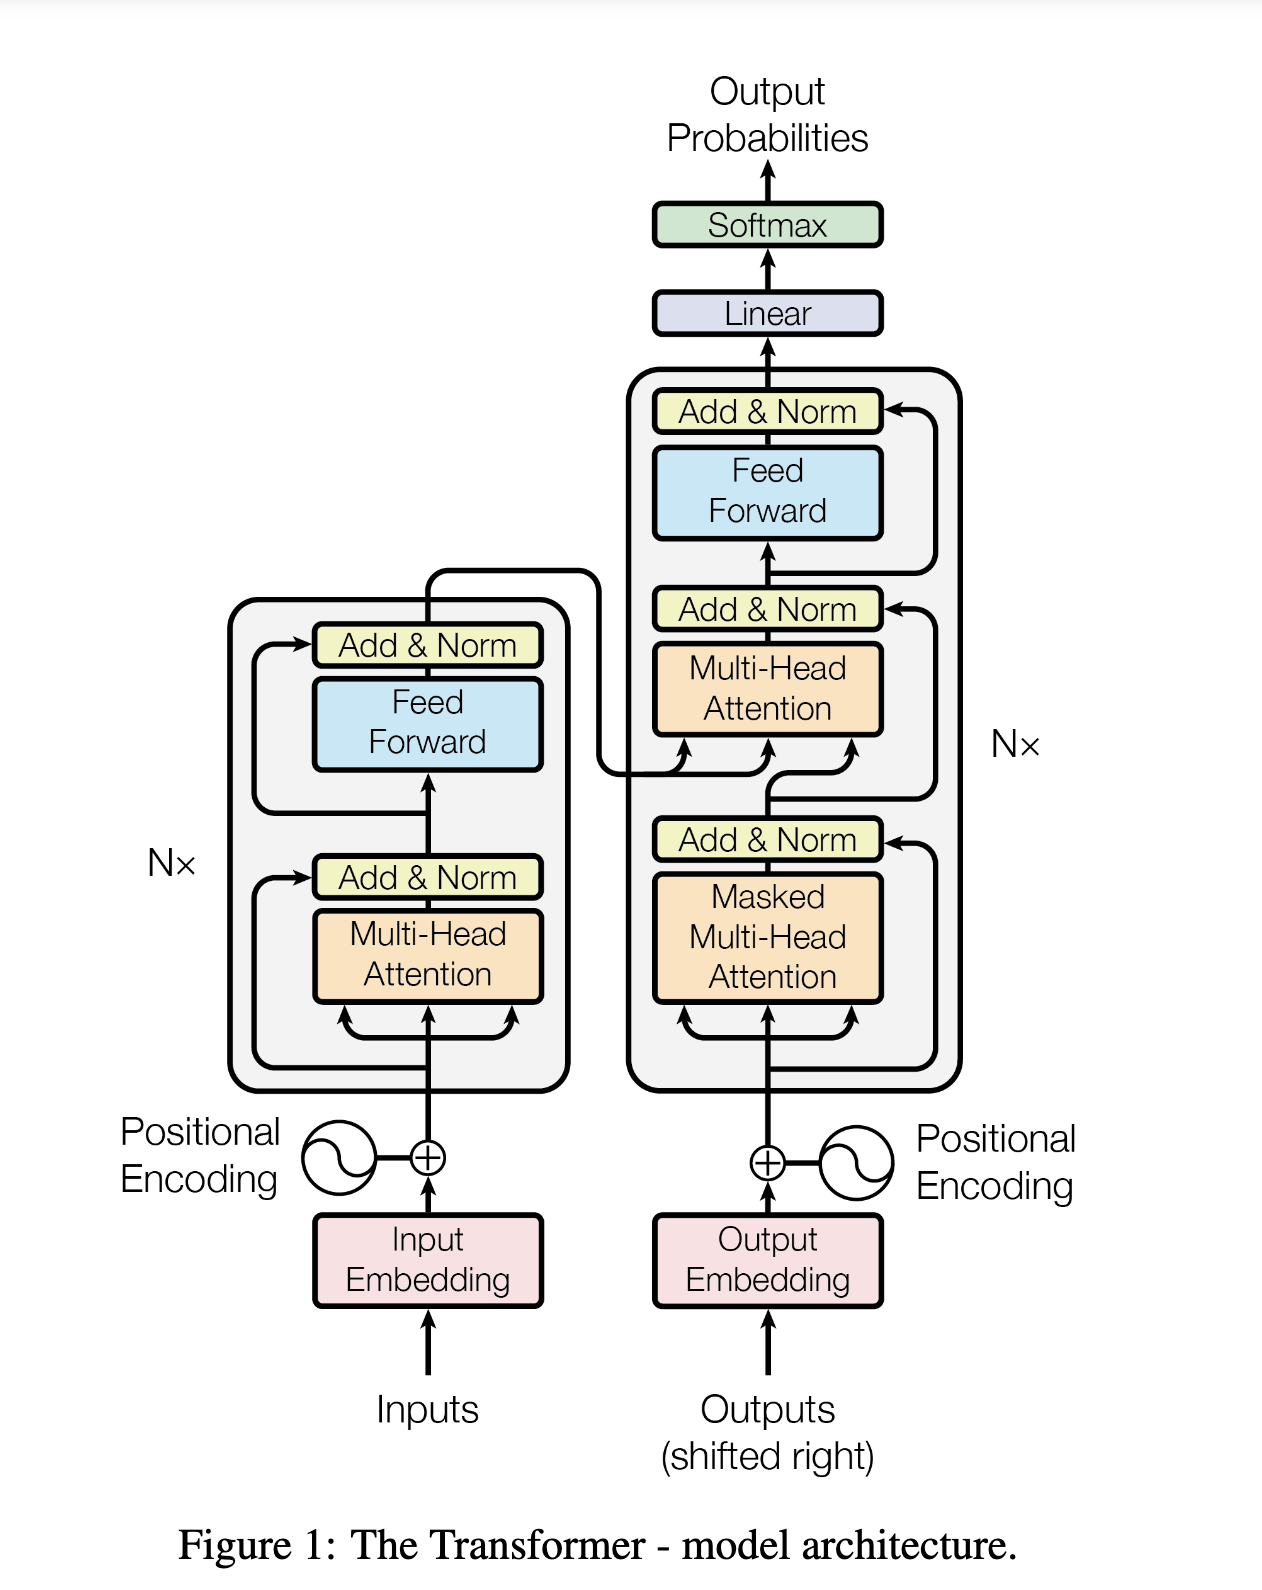 Output
Probabilities
Softmax
Linear
Add & Norm
Feed
Forward
Add & Norm
Multi-Head
Attention
Nx
Add & Norm
Masked
Multi-Head
Attention
Add & Norm
Feed
Forward
Nx
Add & Norm
Multi-Head
Attention
Positional
Encoding
Positional
Encoding
Input
Embedding
Output
Embedding
Inputs
Outputs
(shifted right)
Figure 1: The Transformer - model architecture.